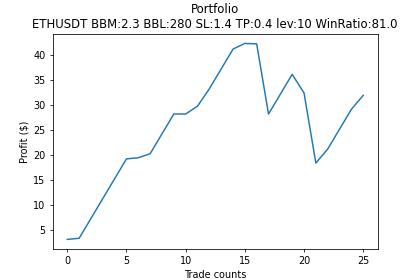 Portfolio
ETHUSDT BBM:2.3 BBL:280 SL:1.4 TP:0.4 lev:10 WinRatio:81.0
40
35
30
25
20
15
10
5
Profit ($)
0 5 10 15 20 25
Trade counts